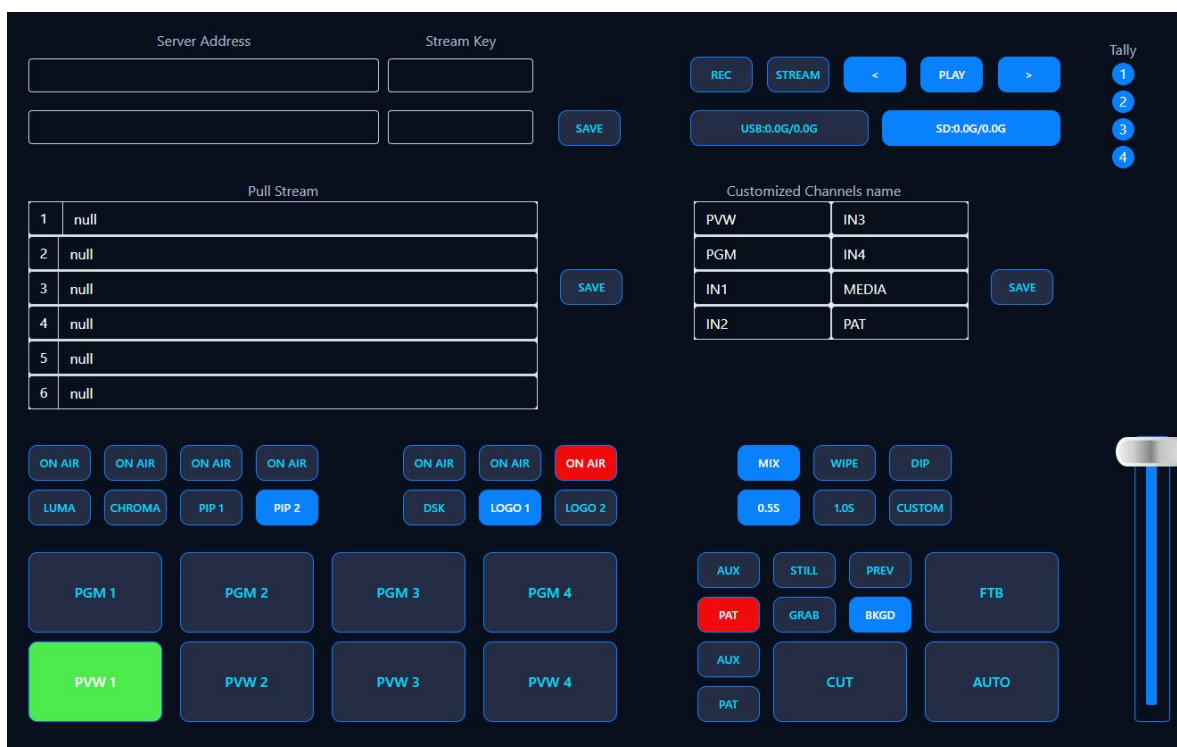 Server Address Stream Key
Tally
REC STREAM < PLAY > 1
2
SAVE USB:0.0G/0.0G SD:0.0G/0.0G 3
4
Pull Stream Customized Channels name
1 null PVW IN3
2 null PGM IN4
3 null SAVE IN1 MEDIA SAVE
4 null IN2 PAT
5 null
6 null
ON AIR ON AIR ON AIR ON AIR ON AIR ON AIR ON AIR MIX WIPE DIP
LUMA CHROMA PIP 1 PIP 2 DSK LOGO 1 LOGO 2 0.5S 1.0S CUSTOM
AUX STILL PREV
PGM 1 PGM 2 PGM 3 PGM 4 FTB
PAT GRAB BKGD
AUX
PVW 1 PVW 2 PVW 3 PVW 4 CUT AUTO
PAT